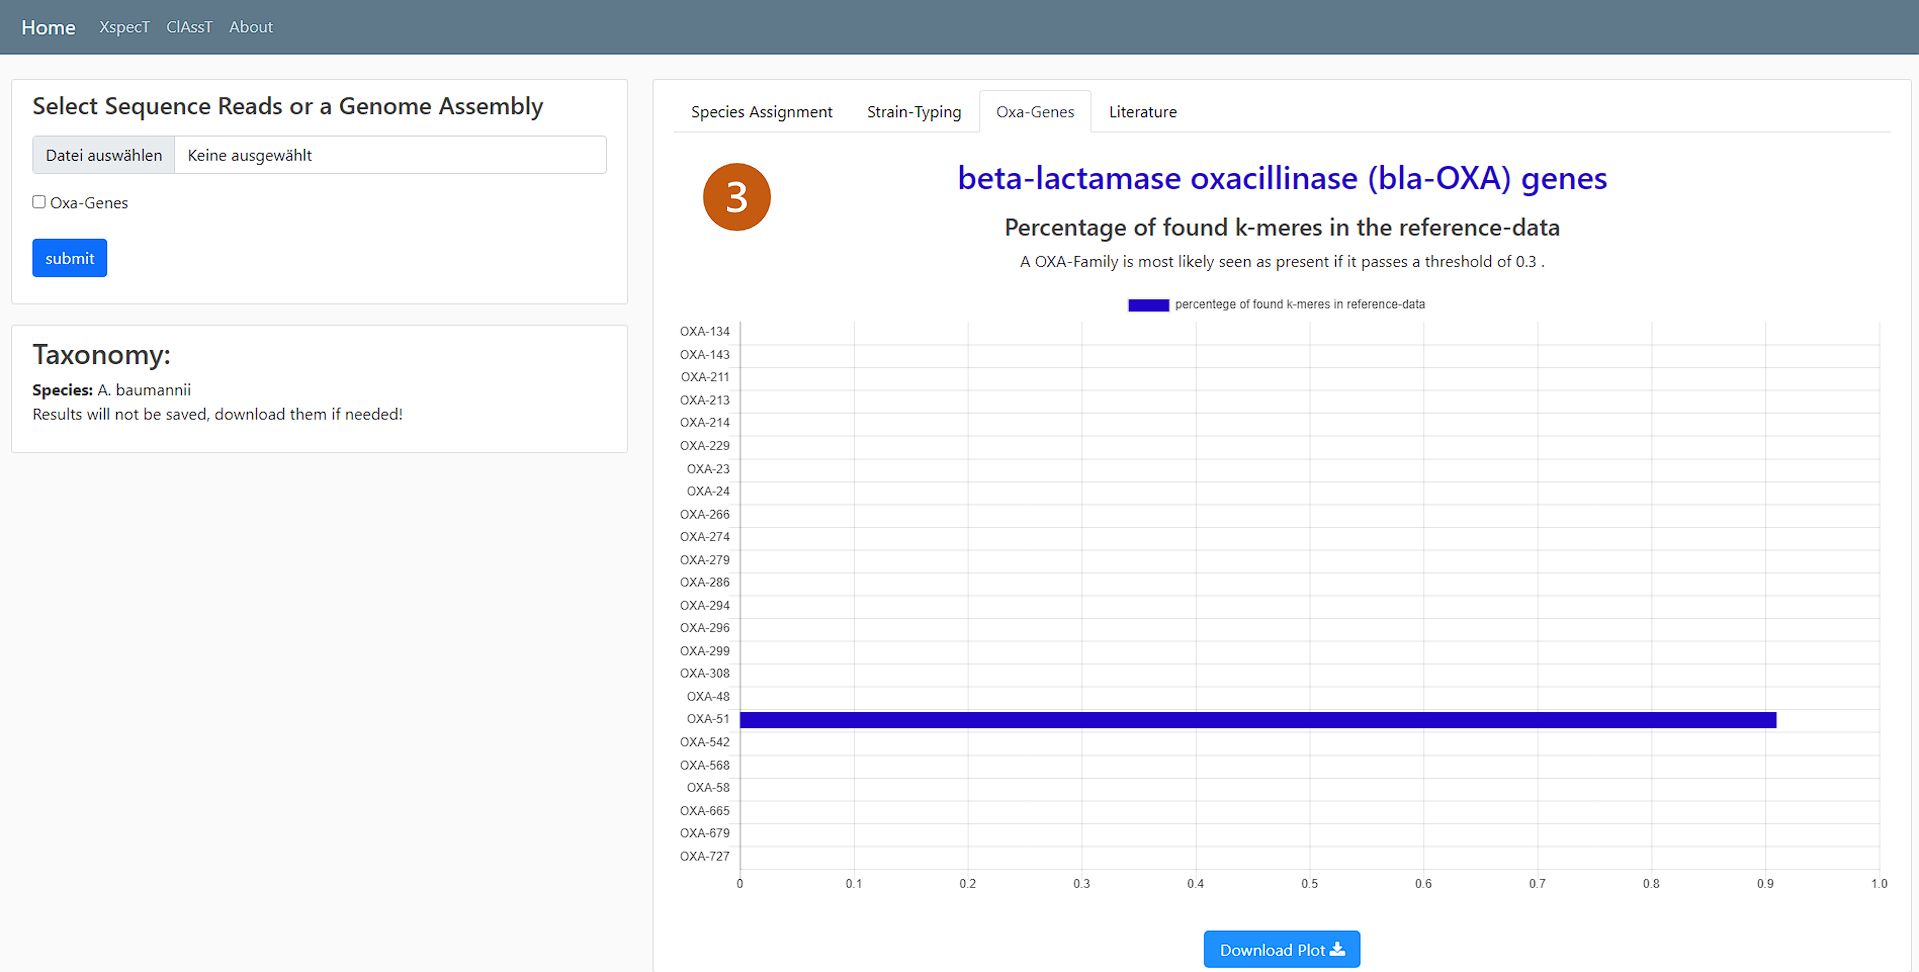 Home XspecT ClAssT About
Select Sequence Reads or a Genome Assembly
Datei auswählen Keine ausgewählt
Oxa-Genes
submit
Taxonomy:
Species: A. baumannii
Results will not be saved, download them if needed!
Species Assignment Strain-Typing Oxa-Genes Literature
3
beta-lactamase oxacillinase (bla-OXA) genes
Percentage of found k-meres in the reference-data
A OXA-Family is most likely seen as present if it passes a threshold of 0.3 .
percentege of found k-meres in reference-data
OXA-134
OXA-143
OXA-211
OXA-213
OXA-214
OXA-229
OXA-23
OXA-24
OXA-266
OXA-274
OXA-279
OXA-286
OXA-294
OXA-296
OXA-299
OXA-308
OXA-48
OXA-51
OXA-542
OXA-568
OXA-58
OXA-665
OXA-679
OXA-727
0 0.1 0.2 0.3 0.4 0.5 0.6 0.7 0.8 0.9 1.0
Download Plot